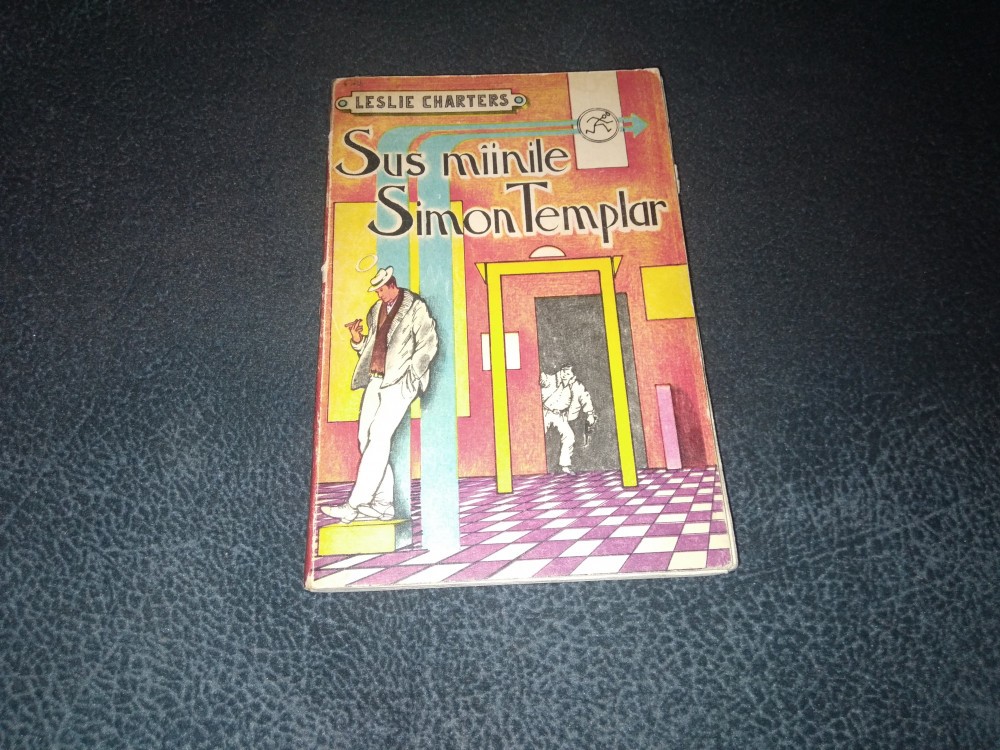 LESLIE CHARTERS
Sus mîinile
Simon Templar